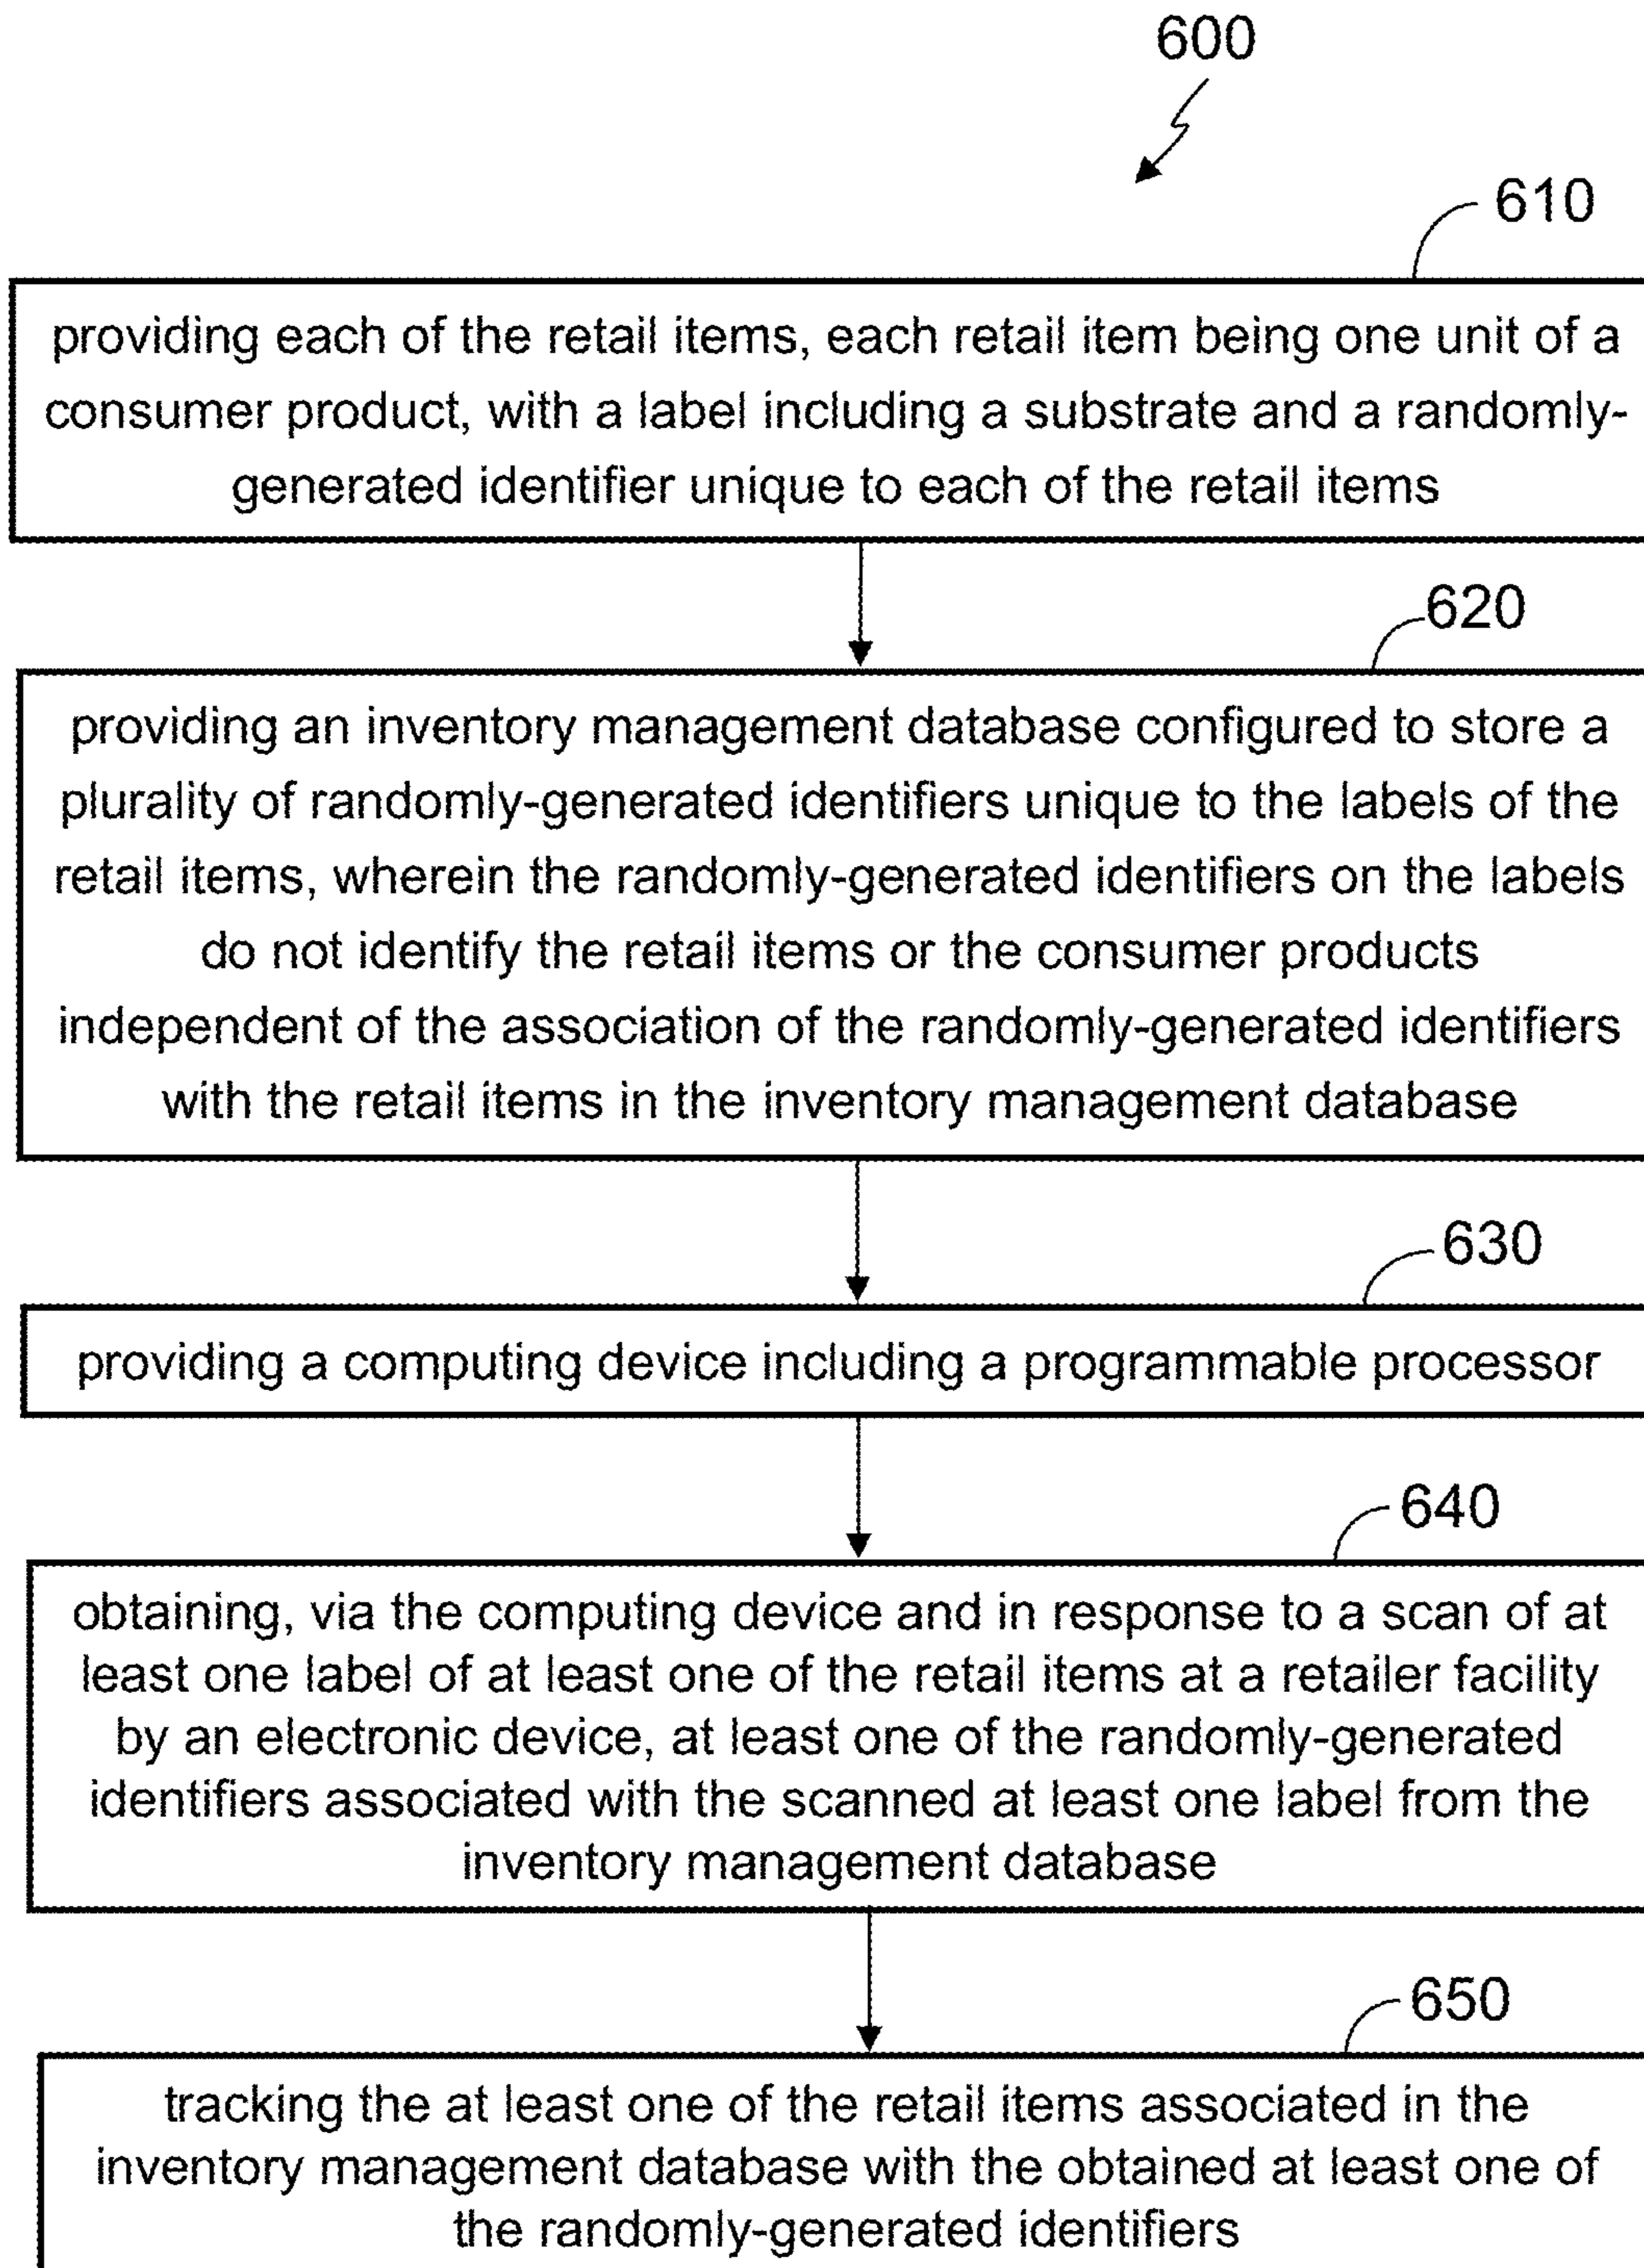 600
610
providing each of the retail items, each retail item being one unit of a
consumer product, with a label including a substrate and a randomly-
generated identifier unique to each of the retail items
620
providing an inventory management database configured to store a
plurality of randomly-generated identifiers unique to the labels of the
retail items, wherein the randomly-generated identifiers on the labels
do not identify the retail items or the consumer products
independent of the association of the randomly-generated identifiers
with the retail items in the inventory management database
630
providing a computing device including a programmable processor
640
obtaining, via the computing device and in response to a scan of at
least one label of at least one of the retail items at a retailer facility
by an electronic device, at least one of the randomly-generated
identifiers associated with the scanned at least one label from the
inventory management database
650
tracking the at least one of the retail items associated in the
inventory management database with the obtained at least one of
the randomly-generated identifiers